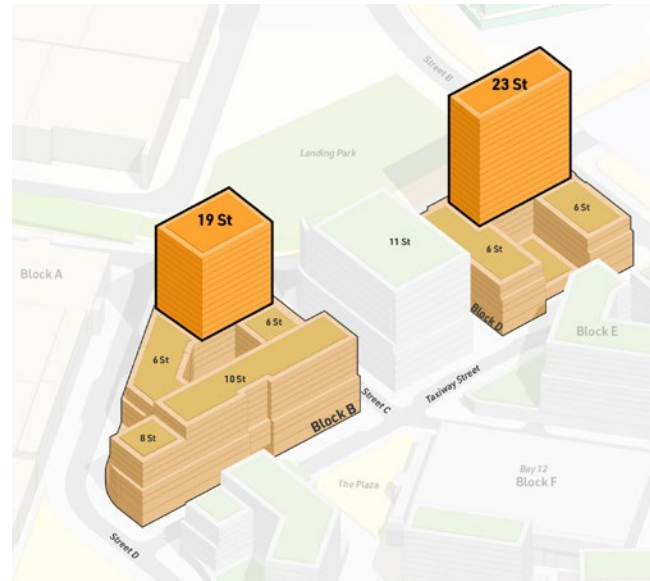 Street B
23 St
Landing Park
6 St
19 St
11 St
6 St
Block A
Block D
6 St
Block E
6 St
10 St
Taxiway Street
Street C
Block B
8 St
Bay 12
Block F
The Plaza
Street D